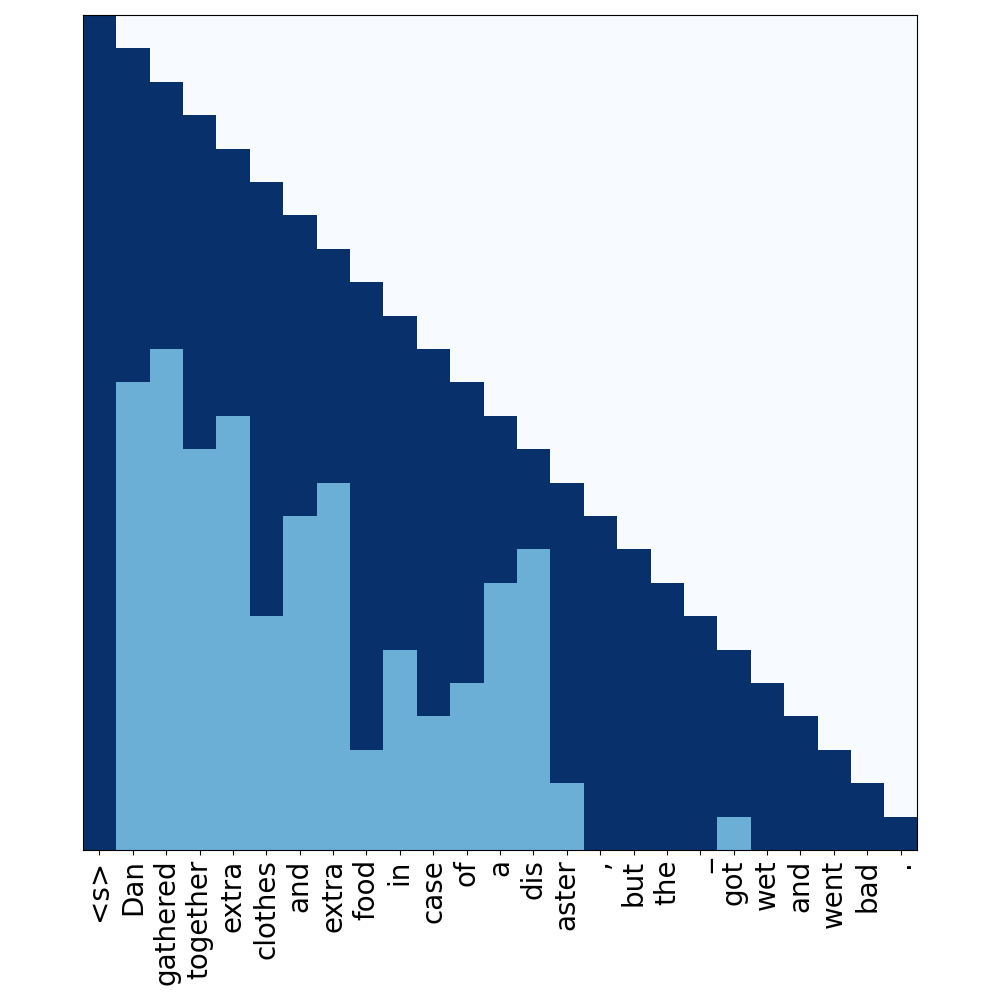 <s> Dan gathered together extra clothes and extra food in case of a dis aster , but the _ got wet and went bad .